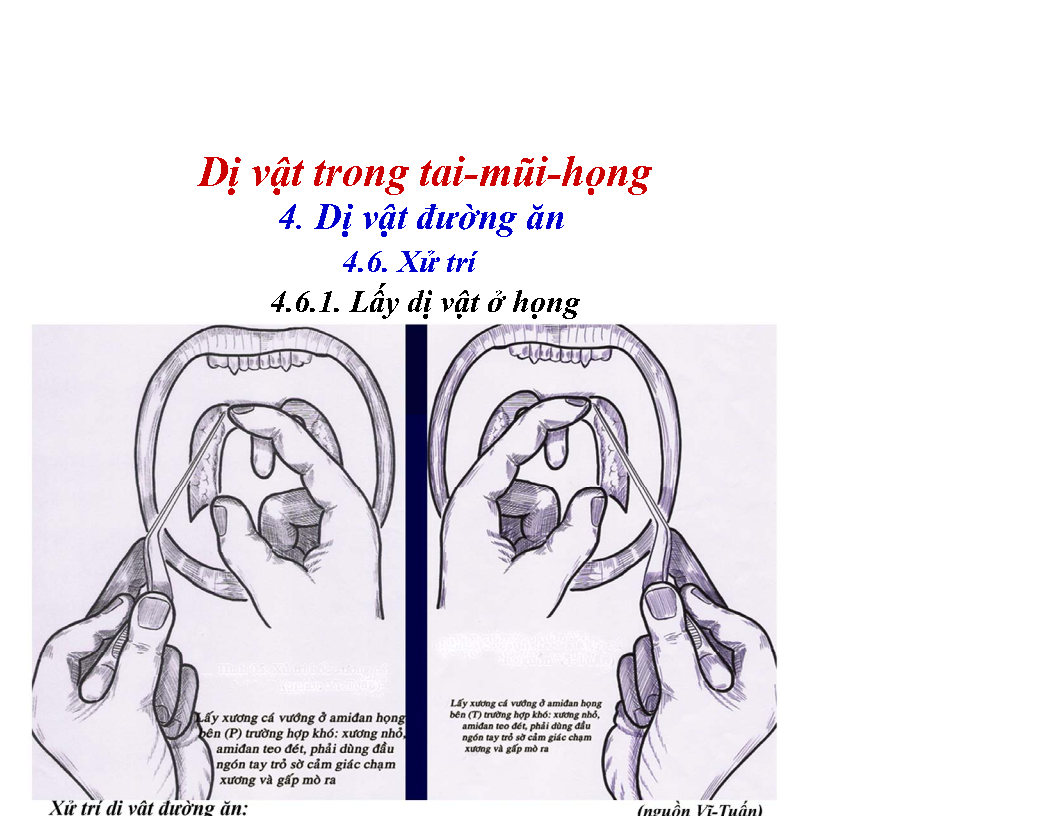 Dị vật trong tai-mũi-họng
4. Dị vật đường ăn
4.6. Xử trí
4.6.1. Lấy dị vật ở họng
Lấy xương cá vướng ở amiđan họng
bên (P) trường hợp khó: xương nhỏ,
amiđan teo đét, phải dùng đầu
ngón tay trỏ sờ cảm giác chạm
xương và gấp mò ra
Lấy xương cá vướng ở amiđan họng
bên (T) trường hợp khó: xương nhỏ,
amiđan teo đét, phải dùng đầu
ngón tay trỏ sờ cảm giác chạm
xương và gấp mò ra
Xử trí dị vật đường ăn:
(nguồn Vĩ-Tuấn)